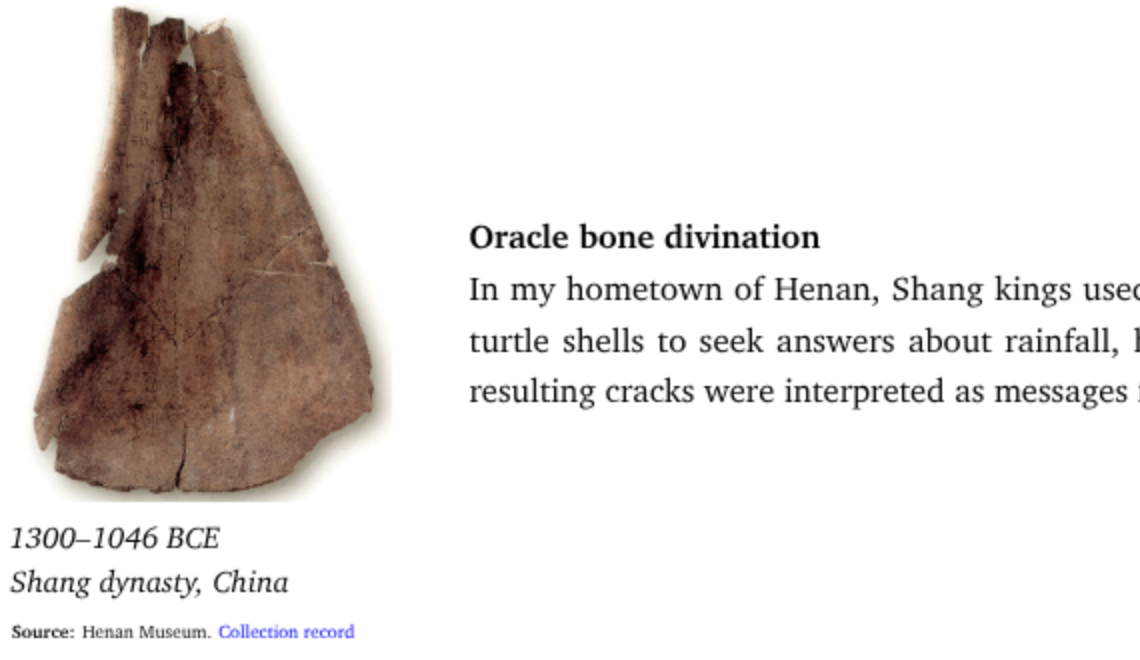 Oracle bone divination
In my hometown of Henan, Shang kings used
turtle shells to seek answers about rainfall,
resulting cracks were interpreted as messages
1300–1046 BCE
Shang dynasty, China
Source: Henan Museum. Collection record